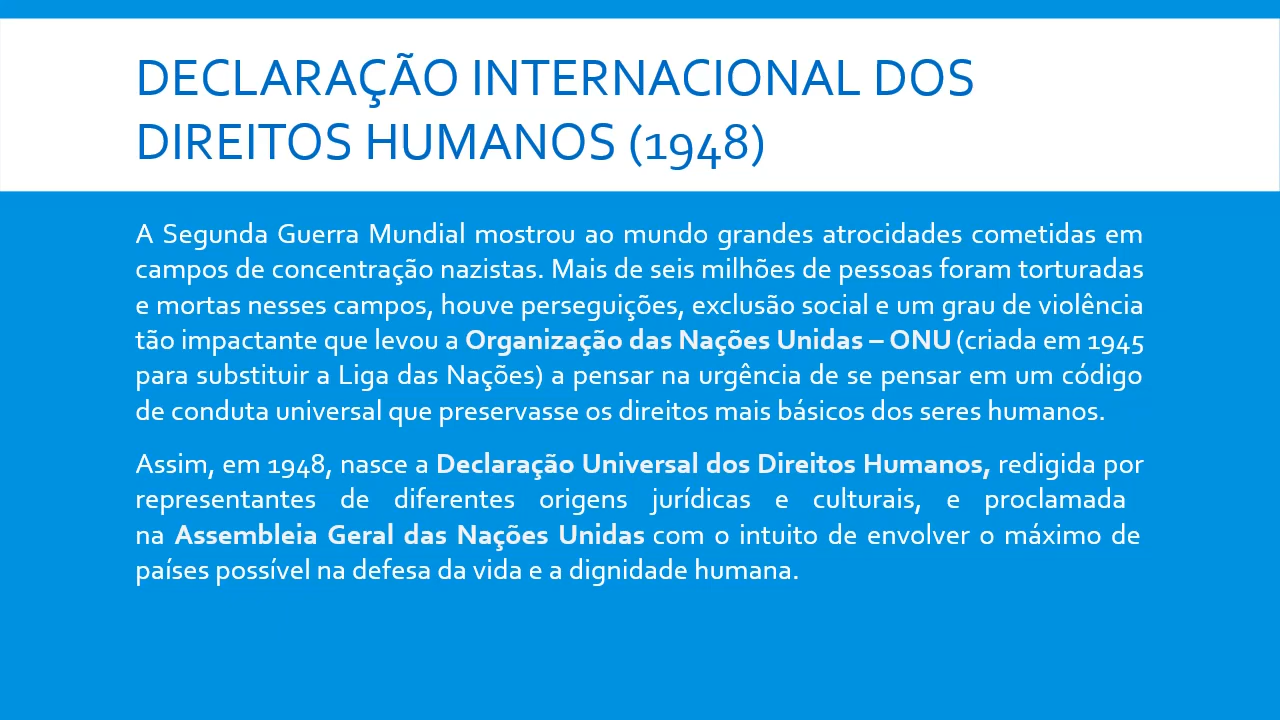 DECLARAÇÃO INTERNACIONAL DOS
DIREITOS HUMANOS (1948)
A Segunda Guerra Mundial mostrou ao mundo grandes atrocidades cometidas em
campos de concentração nazistas. Mais de seis milhões de pessoas foram torturadas
e mortas nesses campos, houve perseguições, exclusão social e um grau de violência
tão impactante que levou a Organização das Nações Unidas – ONU (criada em 1945
para substituir a Liga das Nações) a pensar na urgência de se pensar em um código
de conduta universal que preservasse os direitos mais básicos dos seres humanos.
Assim, em 1948, nasce a Declaração Universal dos Direitos Humanos, redigida por
representantes de diferentes origens jurídicas e culturais, e proclamada
na Assembleia Geral das Nações Unidas com o intuito de envolver o máximo de
países possível na defesa da vida e a dignidade humana.